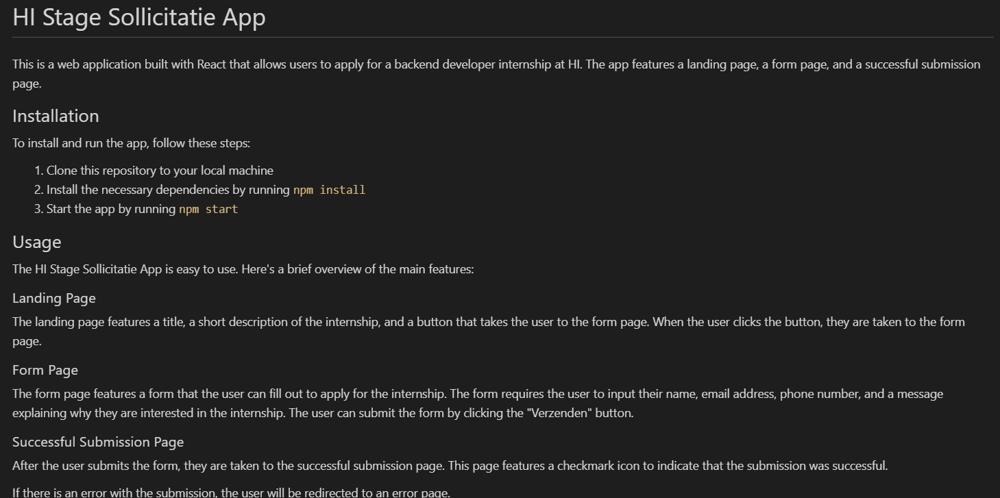 HI Stage Sollicitatie App
This is a web application built with React that allows users to apply for a backend developer internship at HI. The app features a landing page, a form page, and a successful submission
page.
Installation
To install and run the app, follow these steps:
1. Clone this repository to your local machine
2. Install the necessary dependencies by running npm install
3. Start the app by running npm start
Usage
The HI Stage Sollicitatie App is easy to use. Here's a brief overview of the main features:
Landing Page
The landing page features a title, a short description of the internship, and a button that takes the user to the form page. When the user clicks the button, they are taken to the form
page.
Form Page
The form page features a form that the user can fill out to apply for the internship. The form requires the user to input their name, email address, phone number, and a message
explaining why they are interested in the internship. The user can submit the form by clicking the "Verzenden" button.
Successful Submission Page
After the user submits the form, they are taken to the successful submission page. This page features a checkmark icon to indicate that the submission was successful.
If there is an error with the submission, the user will be redirected to an error page.